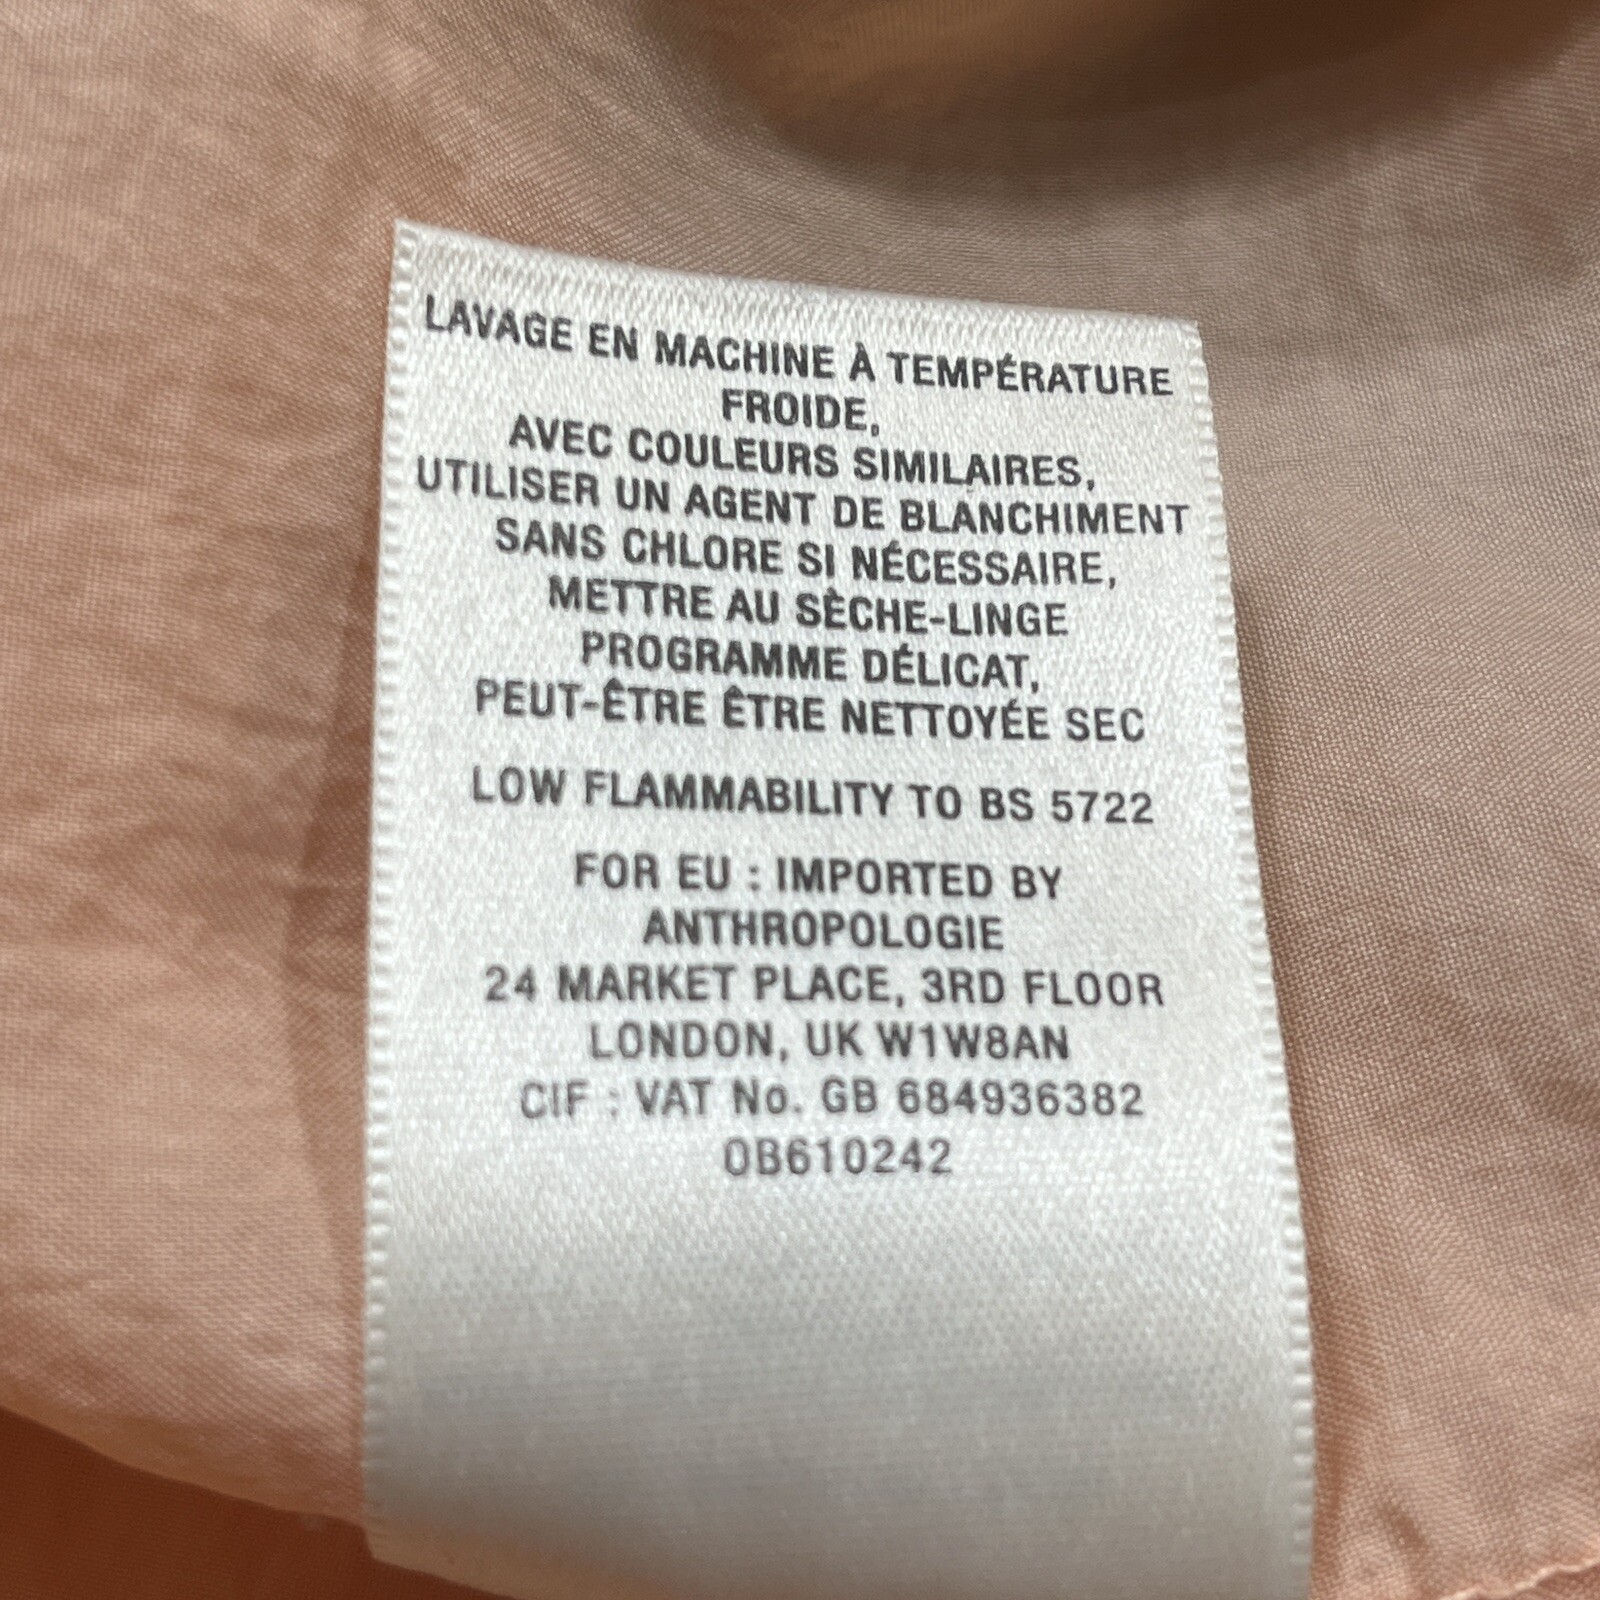 LAVAGE EN MACHINE À TEMPÉRATURE
FROIDE,
AVEC COULEURS SIMILAIRES,
UTILISER UN AGENT DE BLANCHIMENT
SANS CHLORE SI NÉCESSAIRE,
METTRE AU SÈCHE-LINGE
PROGRAMME DÉLICAT,
PEUT-ÊTRE ÊTRE NETTOYÉE SEC
LOW FLAMMABILITY TO BS 5722
FOR EU : IMPORTED BY
ANTHROPOLOGIE
24 MARKET PLACE, 3RD FLOOR
LONDON, UK W1W8AN
CIF : VAT No. GB 684936382
OB610242